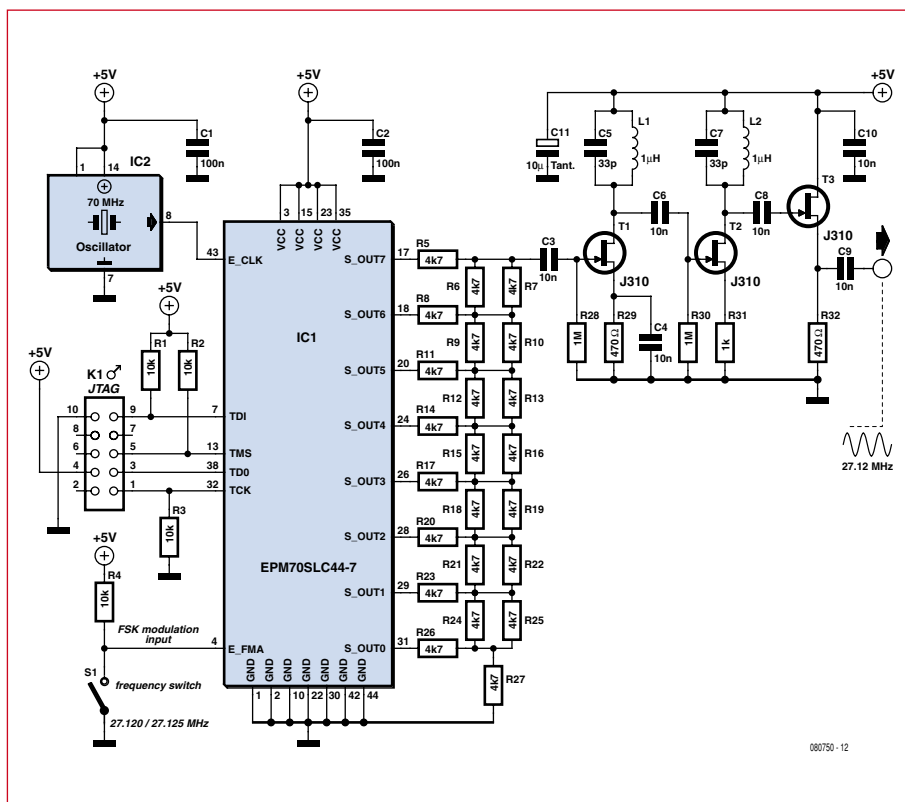 +5V
+5V
+5V
C1
100n
C2
100n
IC2
1
14
70 MHz
Oscillator
8
7
3
15
23
35
VCC
VCC
VCC
VCC
43
E_CLK
IC1
EPM70SLC44-7
S_OUT7
17
S_OUT6
18
S_OUT5
20
S_OUT4
24
S_OUT3
26
S_OUT2
28
S_OUT1
29
S_OUT0
31
+5V
+5V
R1
10k
R2
10k
K1
JTAG
10
9
8
7
6
5
4
3
2
1
7
TDI
13
TMS
38
TD0
32
TCK
R3
10k
+5V
R4
10k
FSK modulation
input
4
E_FMA
S1
frequency switch
27.120 / 27.125 MHz
GND
GND
GND
GND
GND
GND
GND
1
2
10
22
30
42
44
R5
4k7
R6
4k7
R7
4k7
R8
4k7
R9
4k7
R10
4k7
R11
4k7
R12
4k7
R13
4k7
R14
4k7
R15
4k7
R16
4k7
R17
4k7
R18
4k7
R19
4k7
R20
4k7
R21
4k7
R22
4k7
R23
4k7
R24
4k7
R25
4k7
R26
4k7
R27
4k7
C3
10n
C11
10µ Tant.
C5
33p
L1
1µH
C6
10n
T1
J310
R28
1M
R29
470Ω
C4
10n
C7
33p
L2
1µH
C8
10n
T2
J310
R30
1M
R31
1k
T3
J310
C10
10n
C9
10n
R32
470Ω
27.12 MHz
080750 - 12